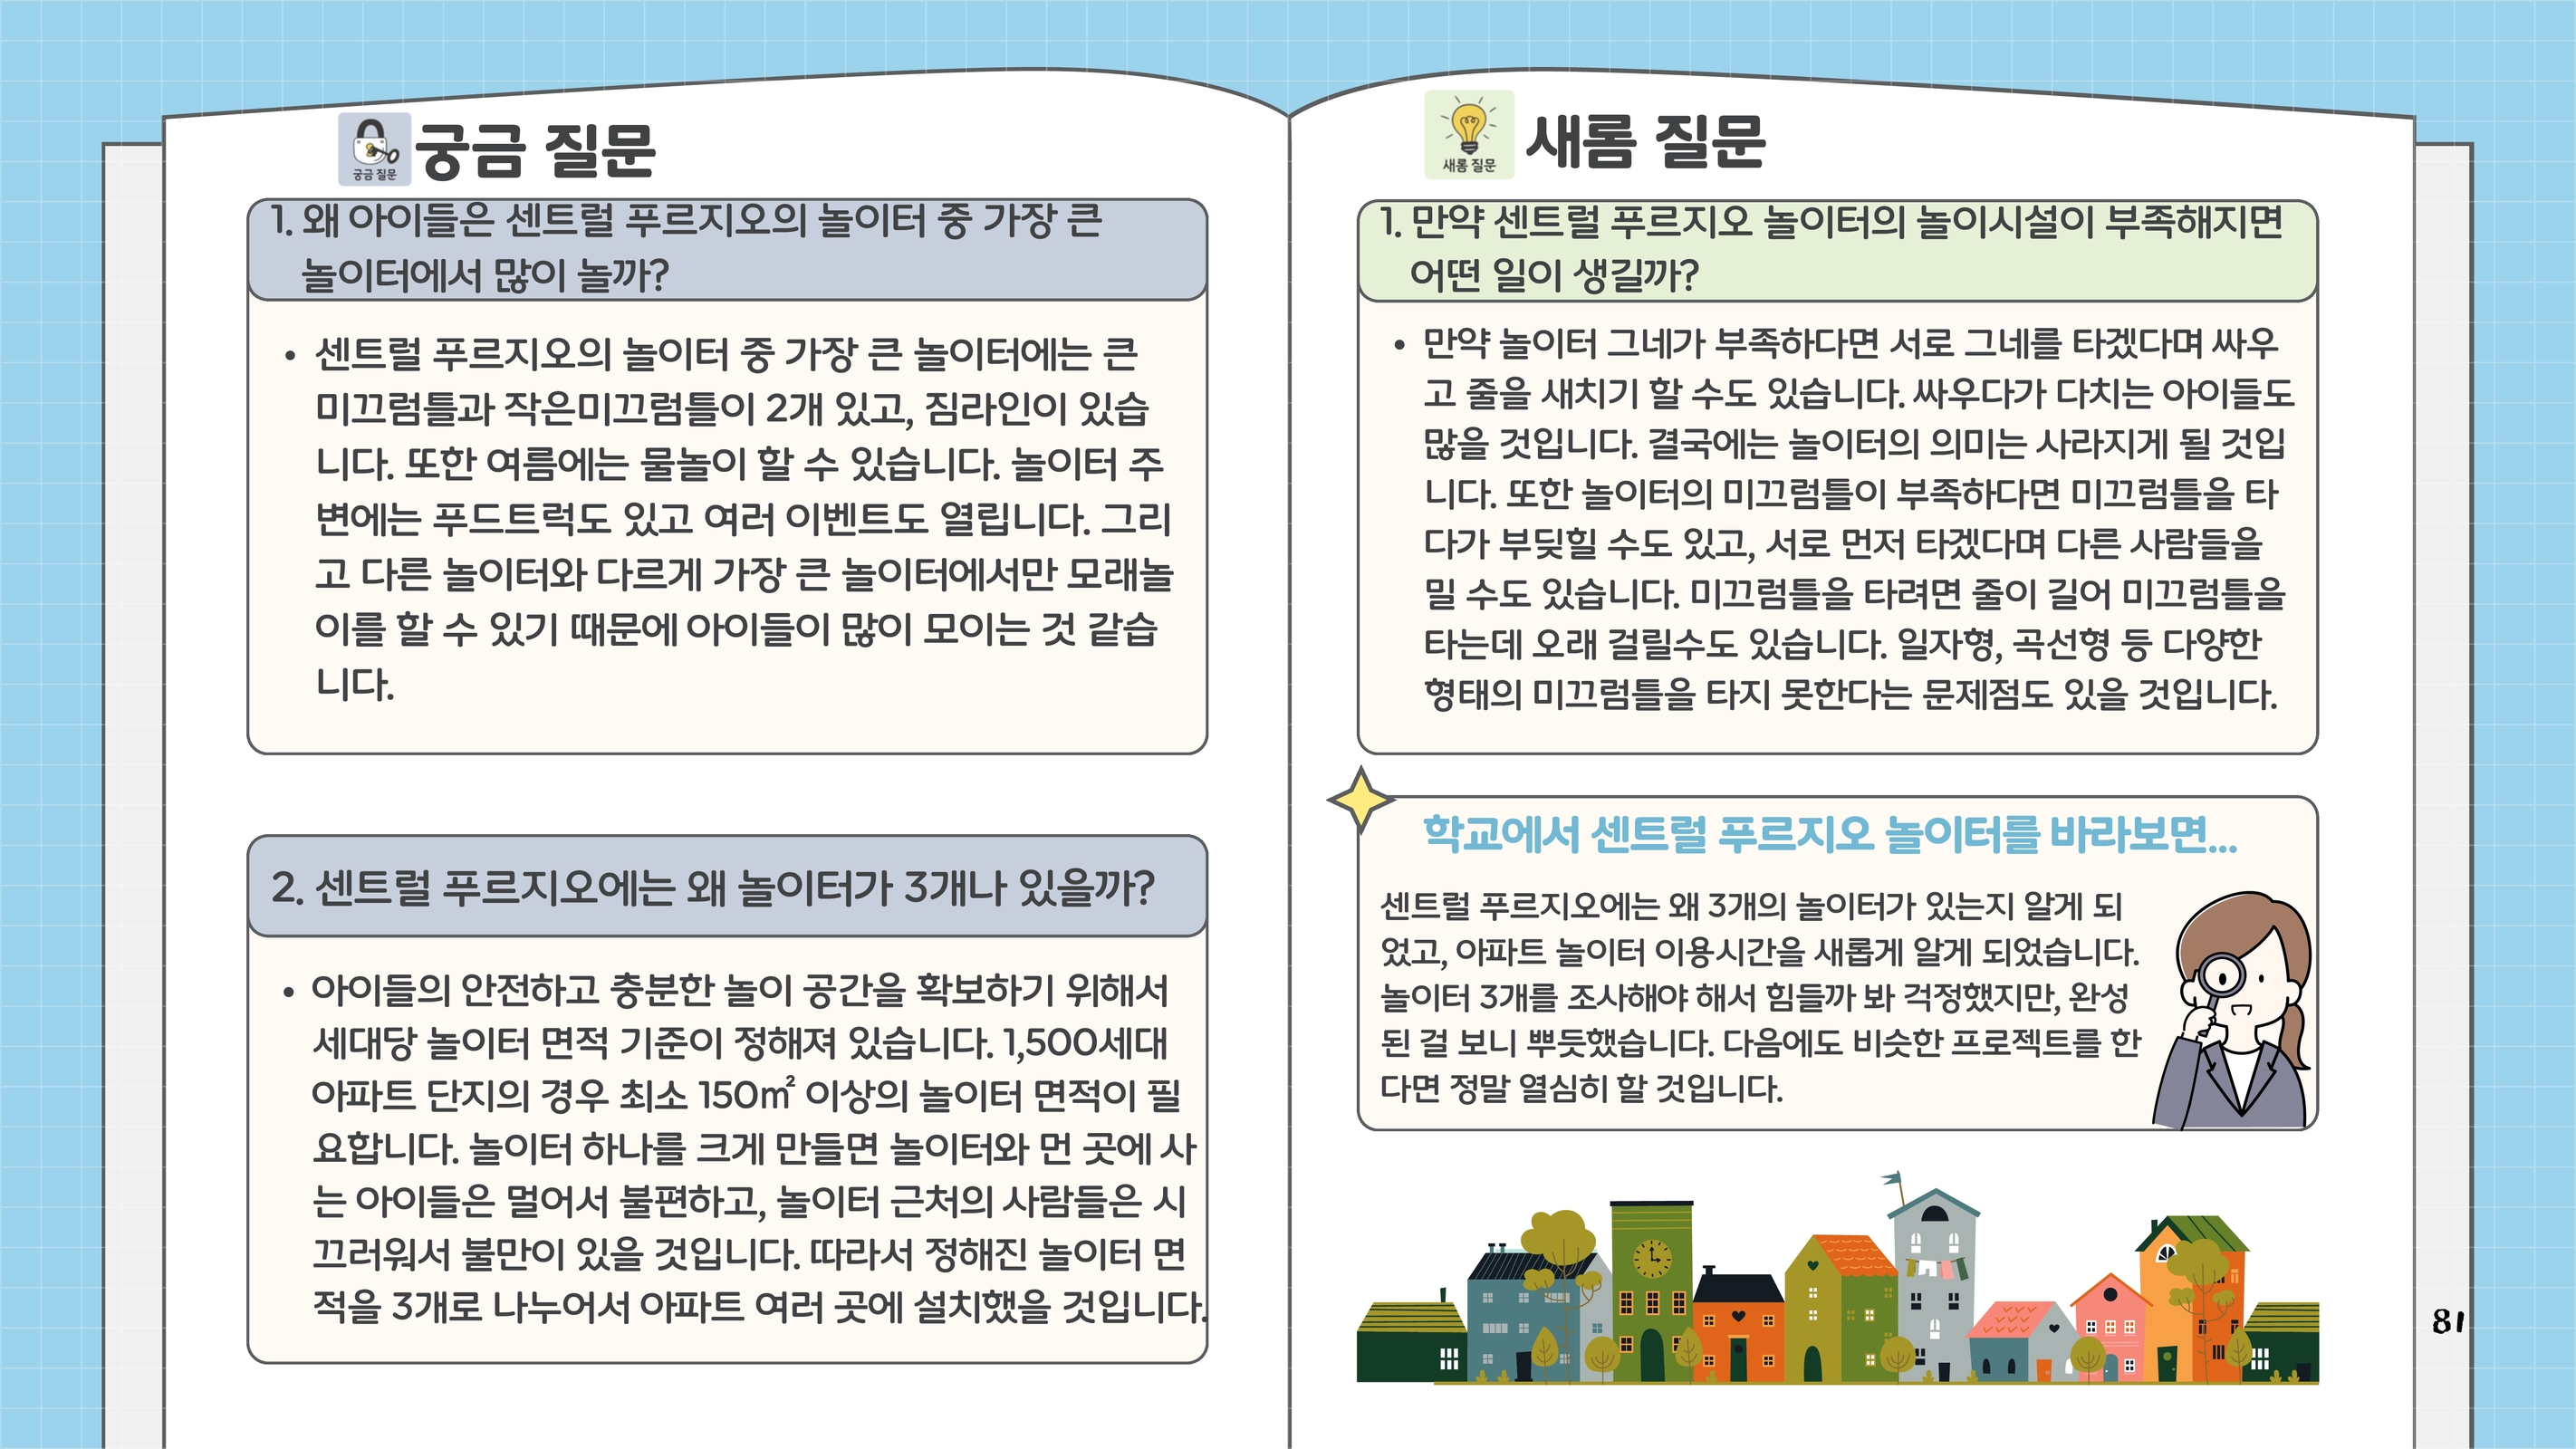 궁금 질문
궁금 질문
1. 왜 아이들은 센트럴 푸르지오의 놀이터 중 가장 큰
놀이터에서 많이 놀까?
• 센트럴 푸르지오의 놀이터 중 가장 큰 놀이터에는 큰
미끄럼틀과 작은미끄럼틀이 2개 있고, 짐라인이 있습
니다. 또한 여름에는 물놀이 할 수 있습니다. 놀이터 주
변에는 푸드트럭도 있고 여러 이벤트도 열립니다. 그리
고 다른 놀이터와 다르게 가장 큰 놀이터에서만 모래놀
이를 할 수 있기 때문에 아이들이 많이 모이는 것 같습
니다.
2. 센트럴 푸르지오에는 왜 놀이터가 3개나 있을까?
• 아이들의 안전하고 충분한 놀이 공간을 확보하기 위해서
세대당 놀이터 면적 기준이 정해져 있습니다. 1,500세대
아파트 단지의 경우 최소 150㎡ 이상의 놀이터 면적이 필
요합니다. 놀이터 하나를 크게 만들면 놀이터와 먼 곳에 사
는 아이들은 멀어서 불편하고, 놀이터 근처의 사람들은 시
끄러워서 불만이 있을 것입니다. 따라서 정해진 놀이터 면
적을 3개로 나누어서 아파트 여러 곳에 설치했을 것입니다.
새롬 질문
새롬 질문
1. 만약 센트럴 푸르지오 놀이터의 놀이시설이 부족해지면
어떤 일이 생길까?
• 만약 놀이터 그네가 부족하다면 서로 그네를 타겠다며 싸우
고 줄을 새치기 할 수도 있습니다. 싸우다가 다치는 아이들도
많을 것입니다. 결국에는 놀이터의 의미는 사라지게 될 것입
니다. 또한 놀이터의 미끄럼틀이 부족하다면 미끄럼틀을 타
다가 부딪힐 수도 있고, 서로 먼저 타겠다며 다른 사람들을
밀 수도 있습니다. 미끄럼틀을 타려면 줄이 길어 미끄럼틀을
타는데 오래 걸릴수도 있습니다. 일자형, 곡선형 등 다양한
형태의 미끄럼틀을 타지 못한다는 문제점도 있을 것입니다.
학교에서 센트럴 푸르지오 놀이터를 바라보면...
센트럴 푸르지오에는 왜 3개의 놀이터가 있는지 알게 되
었고, 아파트 놀이터 이용시간을 새롭게 알게 되었습니다.
놀이터 3개를 조사해야 해서 힘들까 봐 걱정했지만, 완성
된 걸 보니 뿌듯했습니다. 다음에도 비슷한 프로젝트를 한
다면 정말 열심히 할 것입니다.
81